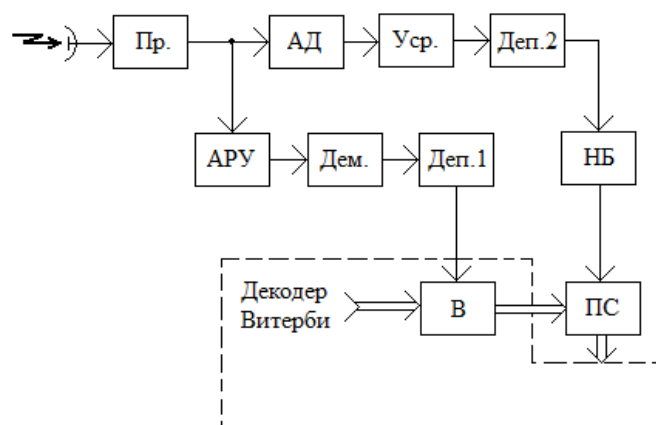 Пр.
АД
Уср.
Деп.2
АРУ
Дем.
Деп.1
НБ
Декодер
Витерби
В
ПС